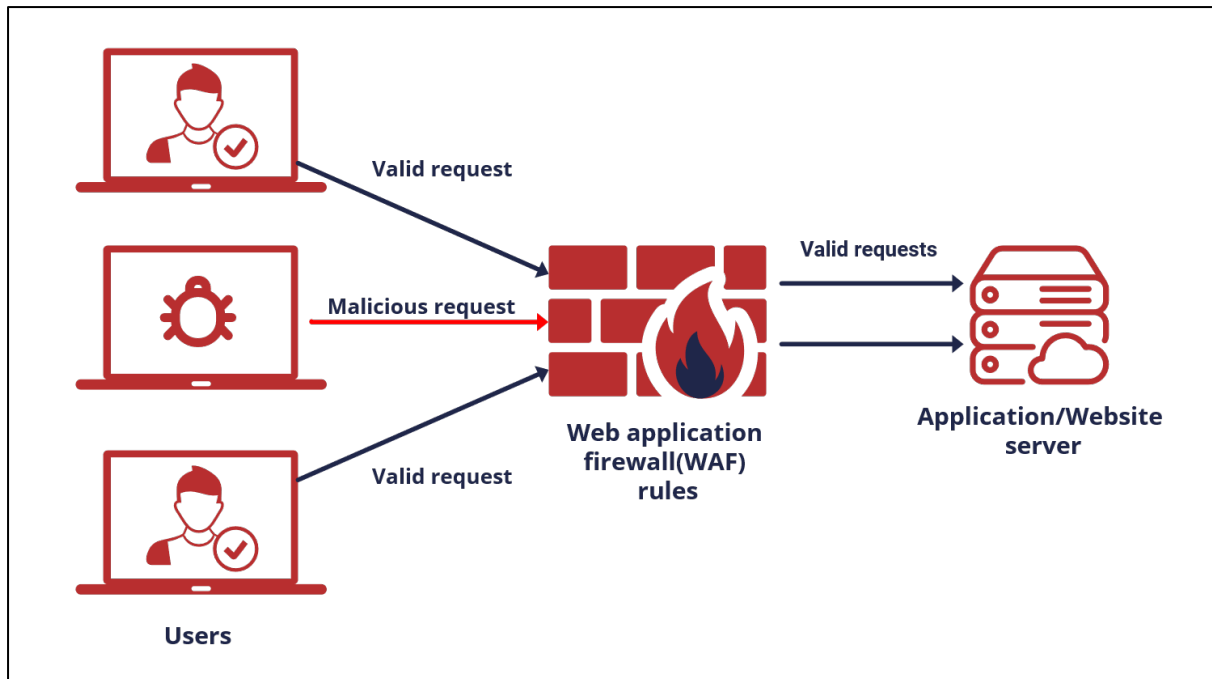 Valid request
Malicious request
Valid request
Users
Web application
firewall(WAF)
rules
Valid requests
Application/Website
server